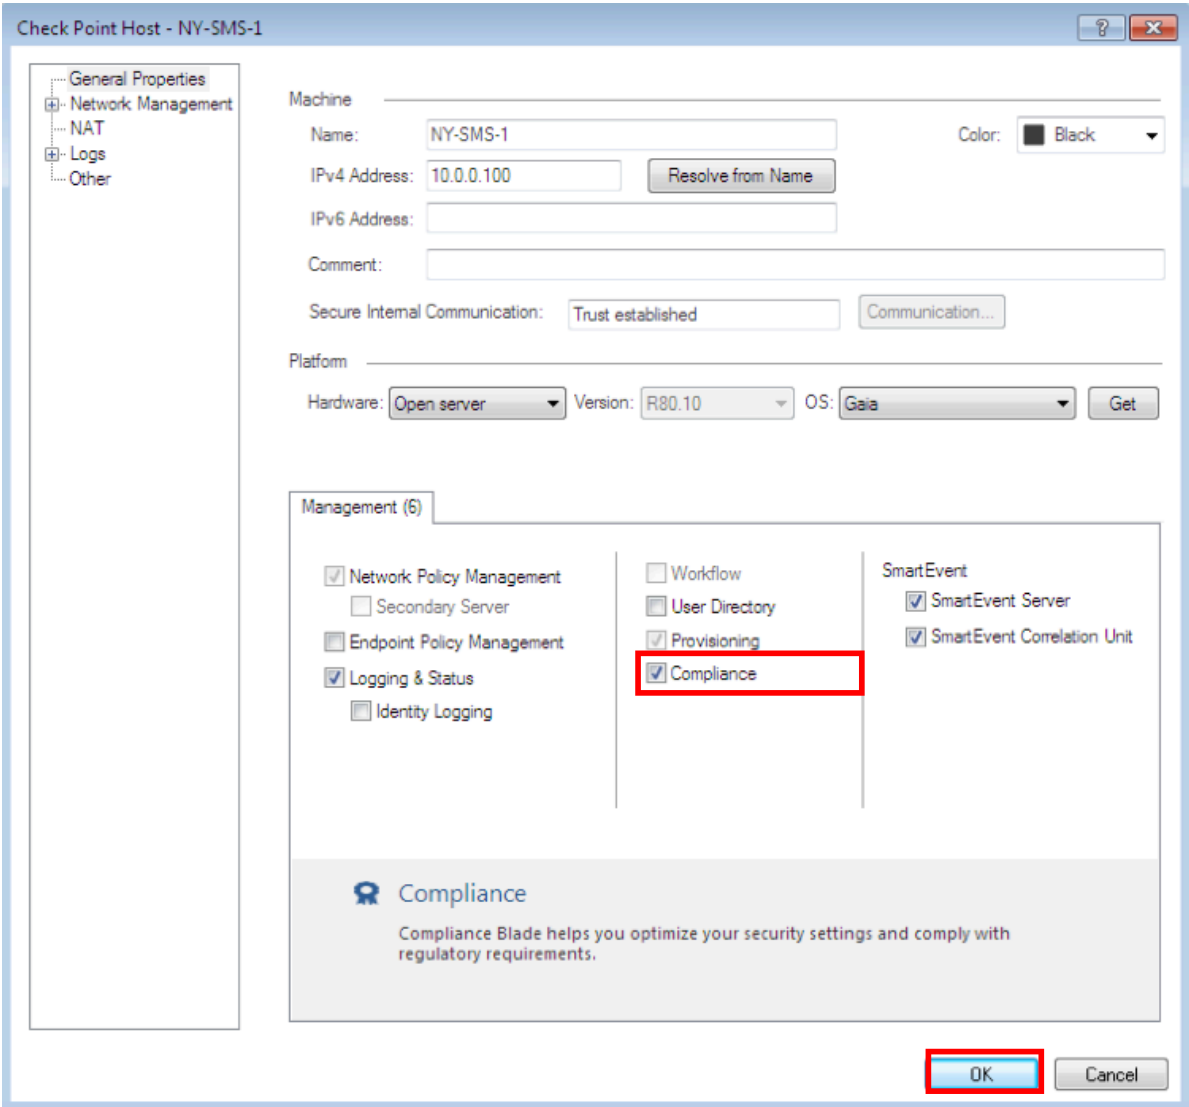 Check Point Host - NY-SMS-1
?
General Properties
Network Management
NAT
Logs
Other
Machine
Name: NY-SMS-1 Color: Black
IPv4 Address: 10.0.0.100 Resolve from Name
IPv6 Address:
Comment:
Secure Internal Communication: Trust established Communication...
Platform
Hardware: Open server Version: R80.10 OS: Gaia Get
Management (6)
Network Policy Management
Secondary Server
Endpoint Policy Management
Logging & Status
Identity Logging
Workflow
User Directory
Provisioning
Compliance
SmartEvent
SmartEvent Server
SmartEvent Correlation Unit
Compliance
Compliance Blade helps you optimize your security settings and comply with
regulatory requirements.
OK Cancel